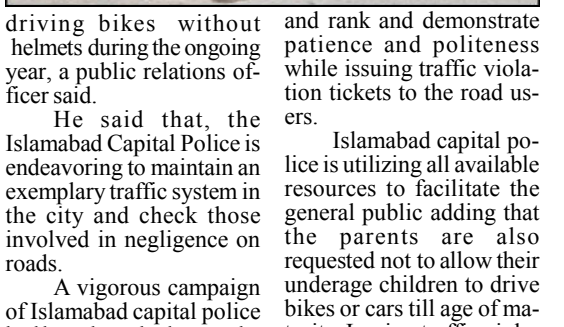 driving bikes without
helmets during the ongoing
year, a public relations of-
ficer said.
He said that, the
Islamabad Capital Police is
endeavoring to maintain an
exemplary traffic system in
the city and check those
involved in negligence on
roads.
A vigorous campaign
of Islamabad capital police
and rank and demonstrate
patience and politeness
while issuing traffic viola-
tion tickets to the road us-
ers.
Islamabad capital po-
lice is utilizing all available
resources to facilitate the
general public adding that
the parents are also
requested not to allow their
underage children to drive
bikes or cars till age of ma-